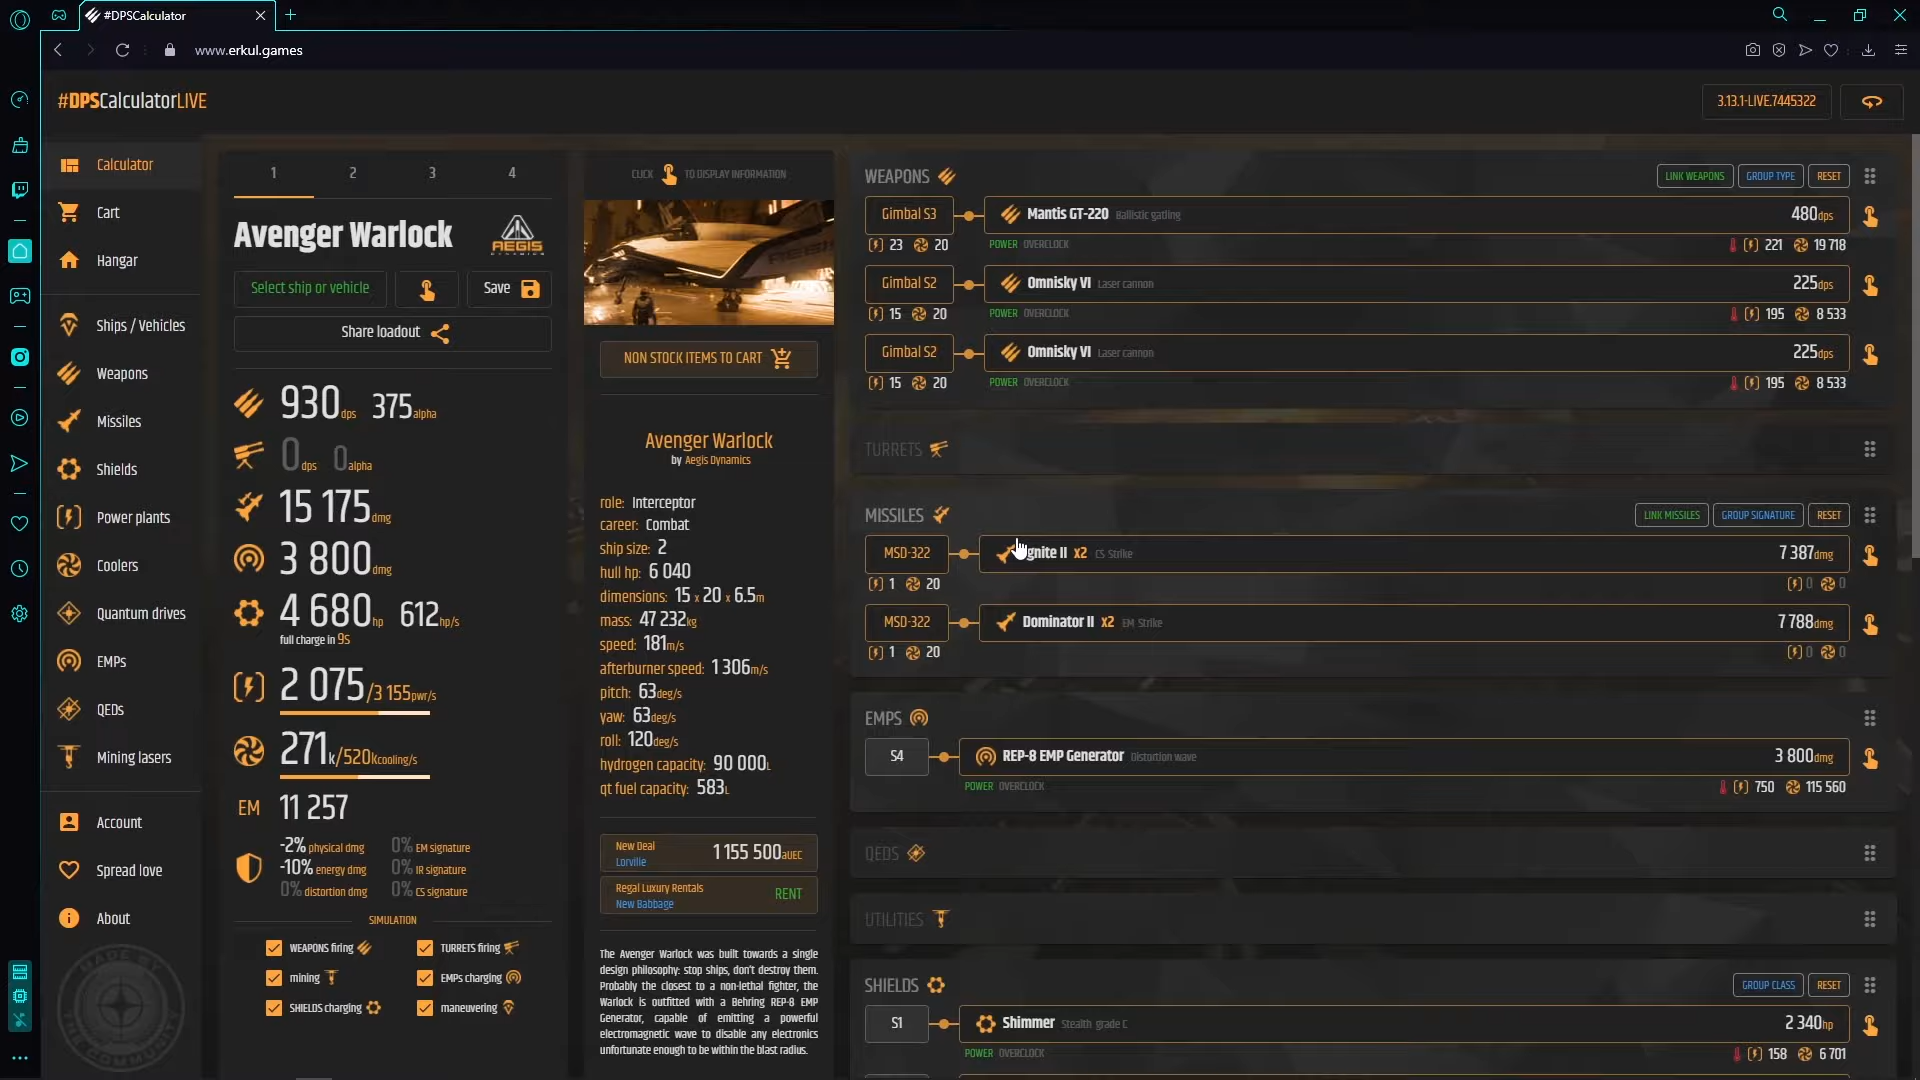 #DPSCalculator
www.erkul.games
#DPSCalculatorLIVE
3.13.1-LIVE.7445322
Calculator
Cart
Hangar
Ships / Vehicles
Weapons
Missiles
Shields
Power plants
Coolers
Quantum drives
EMPs
QEDs
Mining lasers
Account
Spread love
About
MADE BY
THE COMMUNITY
1 2 3 4
Avenger Warlock
AEGIS
DYNAMICS
Select ship or vehicle
Save
Share loadout
930dps 375alpha
0dps 0alpha
15 175dmg
3 800dmg
4 680hp 612hp/s
full charge in 9s
2 075/3 155pwr/s
271k/520kcooling/s
EM 11 257
-2% physical dmg 0% EM signature
-10% energy dmg 0% IR signature
0% distortion dmg 0% CS signature
SIMULATION
WEAPONS firing TURRETS firing
mining EMPs charging
SHIELDS charging maneuvering
CLICK TO DISPLAY INFORMATION
NON STOCK ITEMS TO CART
Avenger Warlock
by Aegis Dynamics
role: Interceptor
career: Combat
ship size: 2
hull hp: 6 040
dimensions: 15 x 20 x 6.5m
mass: 47 232kg
speed: 181m/s
afterburner speed: 1 306m/s
pitch: 63deg/s
yaw: 63deg/s
roll: 120deg/s
hydrogen capacity: 90 000L
qt fuel capacity: 583L
New Deal
Lorville
1 155 500aUEC
Regal Luxury Rentals
New Babbage
RENT
The Avenger Warlock was built towards a single
design philosophy: stop ships, don't destroy them.
Probably the closest to a non-lethal fighter, the
Warlock is outfitted with a Behring REP-8 EMP
Generator, capable of emitting a powerful
electromagnetic wave to disable any electronics
unfortunate enough to be within the blast radius.
WEAPONS
LINK WEAPONS GROUP TYPE RESET
Gimbal S3 Mantis GT-220 Ballistic gatling 480dps
23 20 POWER OVERCLOCK 221 19 718
Gimbal S2 Omnisky VI Laser cannon 225dps
15 20 POWER OVERCLOCK 195 8 533
Gimbal S2 Omnisky VI Laser cannon 225dps
15 20 POWER OVERCLOCK 195 8 533
TURRETS
MISSILES
LINK MISSILES GROUP SIGNATURE RESET
MSD-322 gnite II x2 CS Strike 7 387dmg
1 20 0 0
MSD-322 Dominator II x2 EM Strike 7 788dmg
1 20 0 0
EMPS
S4 REP-8 EMP Generator Distortion wave 3 800dmg
POWER OVERCLOCK 750 115 560
QEDS
UTILITIES
SHIELDS
GROUP CLASS RESET
S1 Shimmer Stealth grade C 2 340hp
POWER OVERCLOCK 158 6 701